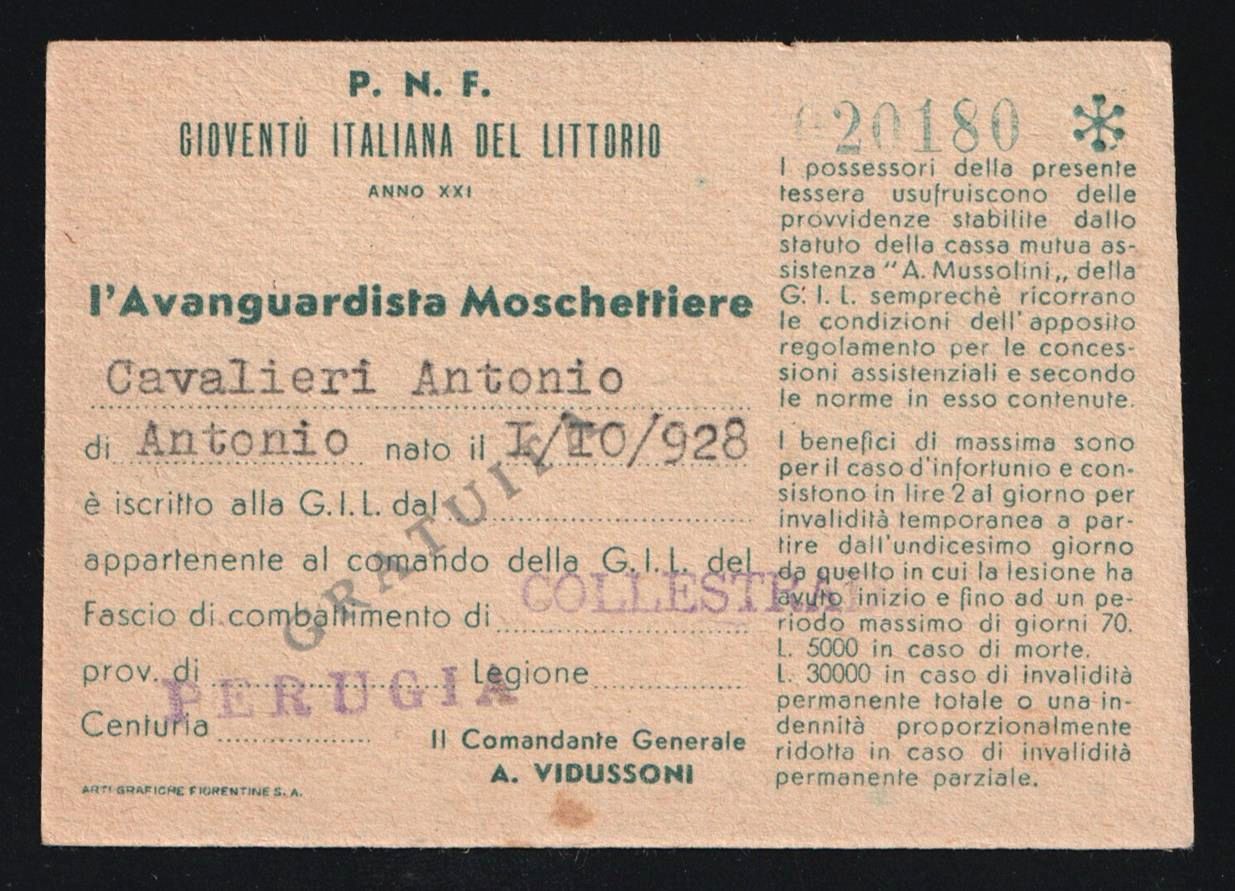 P. N. F.
GIOVENTÙ ITALIANA DEL LITTORIO
ANNO XXI
l'Avanguardista Moschettiere
Cavalieri Antonio
di Antonio nato il I/IO/928
è iscritto alla G.I.L. dal
GRATUITA
appartenente al comando della G.I.L. del
Fascio di combattimento di COLLESTRA
prov. di PERUGIA Legione
Centuria
Il Comandante Generale
A. VIDUSSONI
ARTI GRAFICHE FIORENTINE S. A.
20180
I possessori della presente
tessera usufruiscono delle
provvidenze stabilite dallo
statuto della cassa mutua as-
sistenza "A. Mussolini„ della
G. I. L. semprechè ricorrano
le condizioni dell'apposito
regolamento per le conces-
sioni assistenziali e secondo
le norme in esso contenute.
I benefici di massima sono
per il caso d'infortunio e con-
sistono in lire 2 al giorno per
invalidità temporanea a par-
tire dall'undicesimo giorno
da quello in cui la lesione ha
avuto inizio e fino ad un pe-
riodo massimo di giorni 70.
L. 5000 in caso di morte.
L. 30000 in caso di invalidità
permanente totale o una in-
dennità proporzionalmente
ridotta in caso di invalidità
permanente parziale.